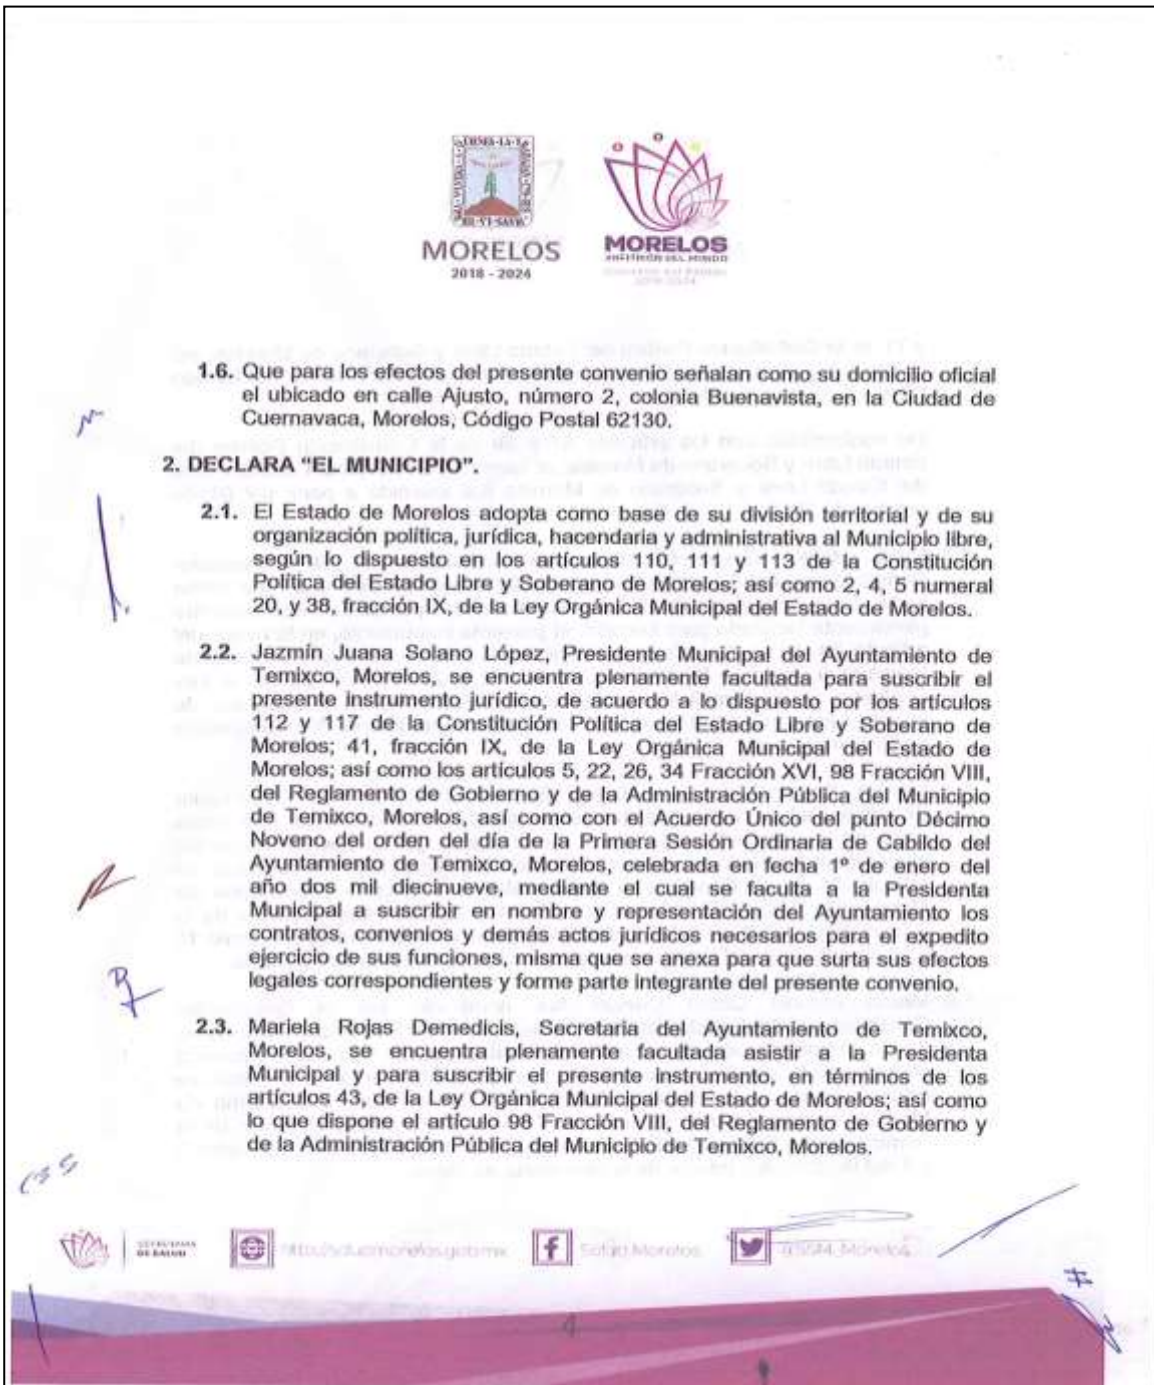 MORELOS
2018 - 2024
MORELOS
ANFITRIÓN DEL MUNDO
1.6. Que para los efectos del presente convenio señalan como su domicilio oficial
el ubicado en calle Ajusto, número 2, colonia Buenavista, en la Ciudad de
Cuernavaca, Morelos, Código Postal 62130.
2. DECLARA “EL MUNICIPIO”.
2.1. El Estado de Morelos adopta como base de su división territorial y de su
organización política, jurídica, hacendaria y administrativa al Municipio libre,
según lo dispuesto en los artículos 110, 111 y 113 de la Constitución
Política del Estado Libre y Soberano de Morelos; así como 2, 4, 5 numeral
20, y 38, fracción IX, de la Ley Orgánica Municipal del Estado de Morelos.
2.2. Jazmín Juana Solano López, Presidente Municipal del Ayuntamiento de
Temixco, Morelos, se encuentra plenamente facultada para suscribir el
presente instrumento jurídico, de acuerdo a lo dispuesto por los artículos
112 y 117 de la Constitución Política del Estado Libre y Soberano de
Morelos; 41, fracción IX, de la Ley Orgánica Municipal del Estado de
Morelos; así como los artículos 5, 22, 26, 34 Fracción XVI, 98 Fracción VIII,
del Reglamento de Gobierno y de la Administración Pública del Municipio
de Temixco, Morelos, así como con el Acuerdo Único del punto Décimo
Noveno del orden del día de la Primera Sesión Ordinaria de Cabildo del
Ayuntamiento de Temixco, Morelos, celebrada en fecha 1º de enero del
año dos mil diecinueve, mediante el cual se faculta a la Presidenta
Municipal a suscribir en nombre y representación del Ayuntamiento los
contratos, convenios y demás actos jurídicos necesarios para el expedito
ejercicio de sus funciones, misma que se anexa para que surta sus efectos
legales correspondientes y forme parte integrante del presente convenio.
2.3. Mariela Rojas Demedicis, Secretaria del Ayuntamiento de Temixco,
Morelos, se encuentra plenamente facultada asistir a la Presidenta
Municipal y para suscribir el presente instrumento, en términos de los
artículos 43, de la Ley Orgánica Municipal del Estado de Morelos; así como
lo que dispone el artículo 98 Fracción VIII, del Reglamento de Gobierno y
de la Administración Pública del Municipio de Temixco, Morelos.
SECRETARÍA
DE SALUD
Salud Morelos
4